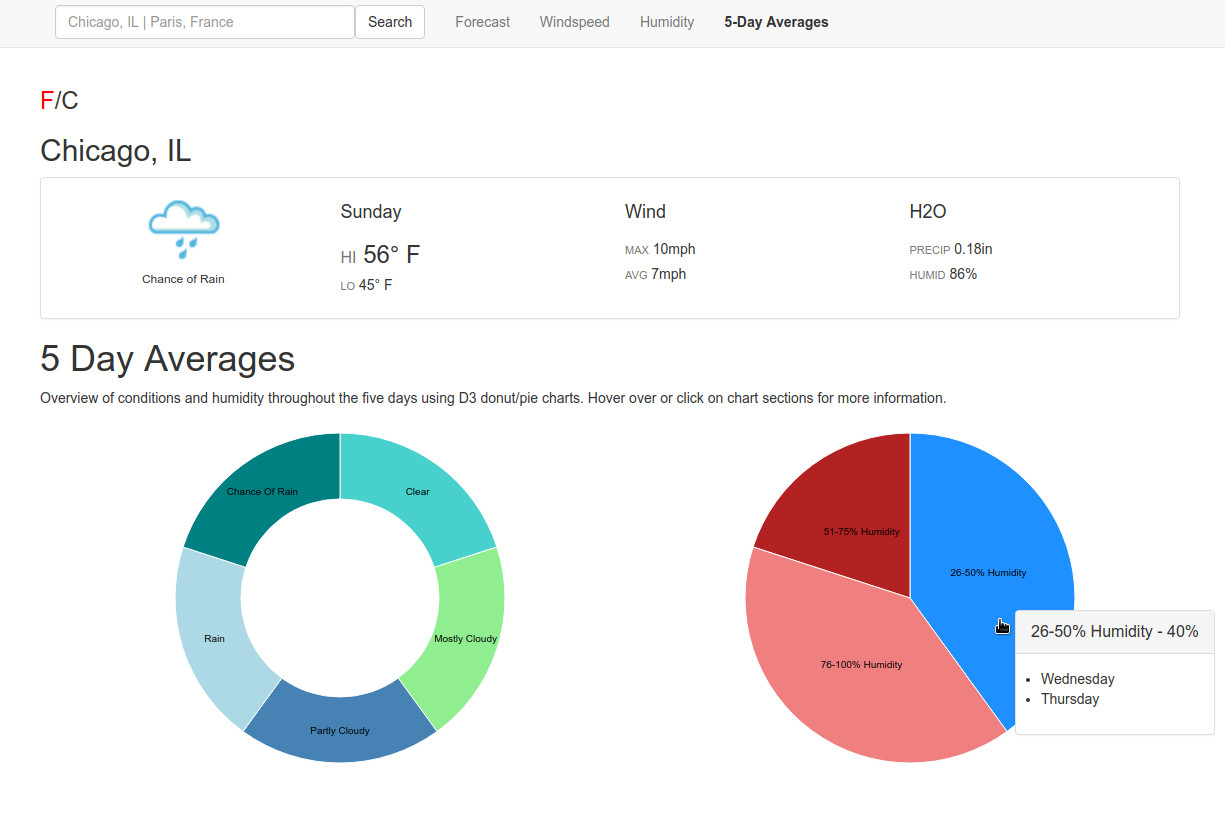 Chicago, IL | Paris, France
Search
Forecast
Windspeed
Humidity
5-Day Averages
F/C
Chicago, IL
Chance of Rain
Sunday
HI 56° F
LO 45° F
Wind
MAX 10mph
AVG 7mph
H2O
PRECIP 0.18in
HUMID 86%
5 Day Averages
Overview of conditions and humidity throughout the five days using D3 donut/pie charts. Hover over or click on chart sections for more information.
Chance Of Rain
Clear
Rain
Mostly Cloudy
Partly Cloudy
51-75% Humidity
26-50% Humidity
76-100% Humidity
26-50% Humidity - 40%
Wednesday
Thursday